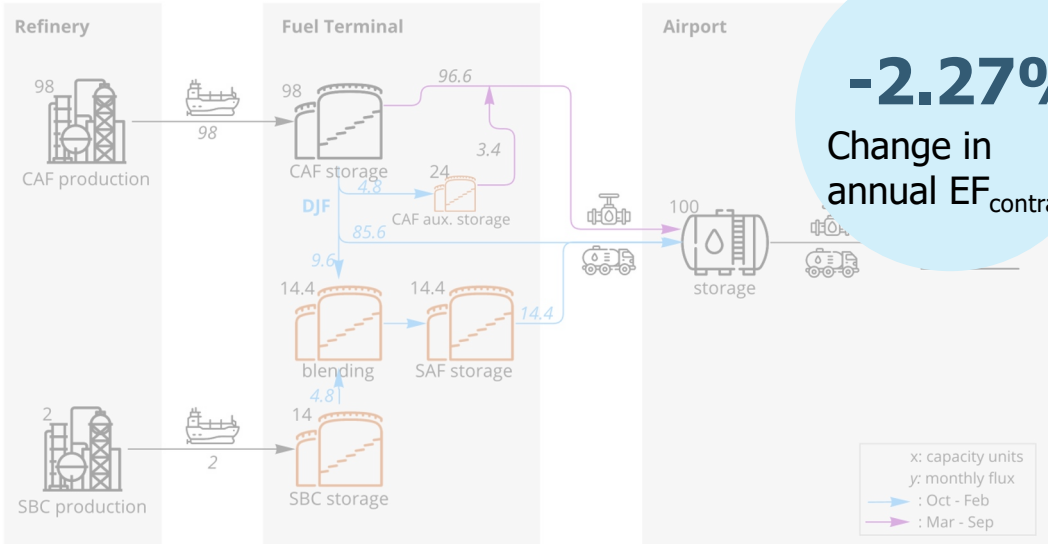 Refinery
Fuel Terminal
Airport
-2.27%
Change in
annual EF
98
98
CAF production
98
CAF storage
96.6
3.4
DJF
4.8
24
CAF aux. storage
85.6
9.6
100
storage
14.4
blending
14.4
SAF storage
14.4
4.8
2
2
SBC production
14
SBC storage
x: capacity units
y: monthly flux
: Oct - Feb
: Mar - Sep